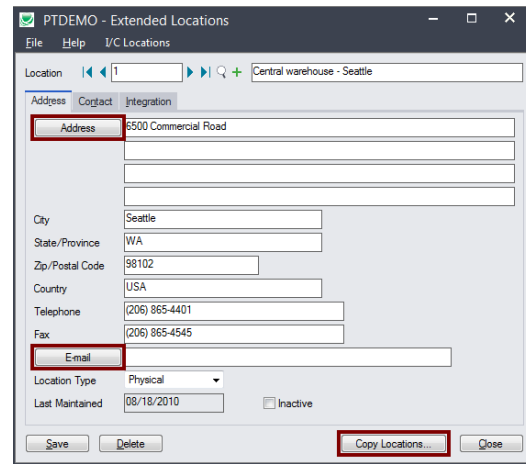 PTDEMO - Extended Locations
File Help I/C Locations
Location 1 Central warehouse - Seattle
Address Contact Integration
Address 6500 Commercial Road
City Seattle
State/Province WA
Zip/Postal Code 98102
Country USA
Telephone (206) 865-4401
Fax (206) 865-4545
E-mail
Location Type Physical
Last Maintained 08/18/2010 Inactive
Save Delete Copy Locations... Close